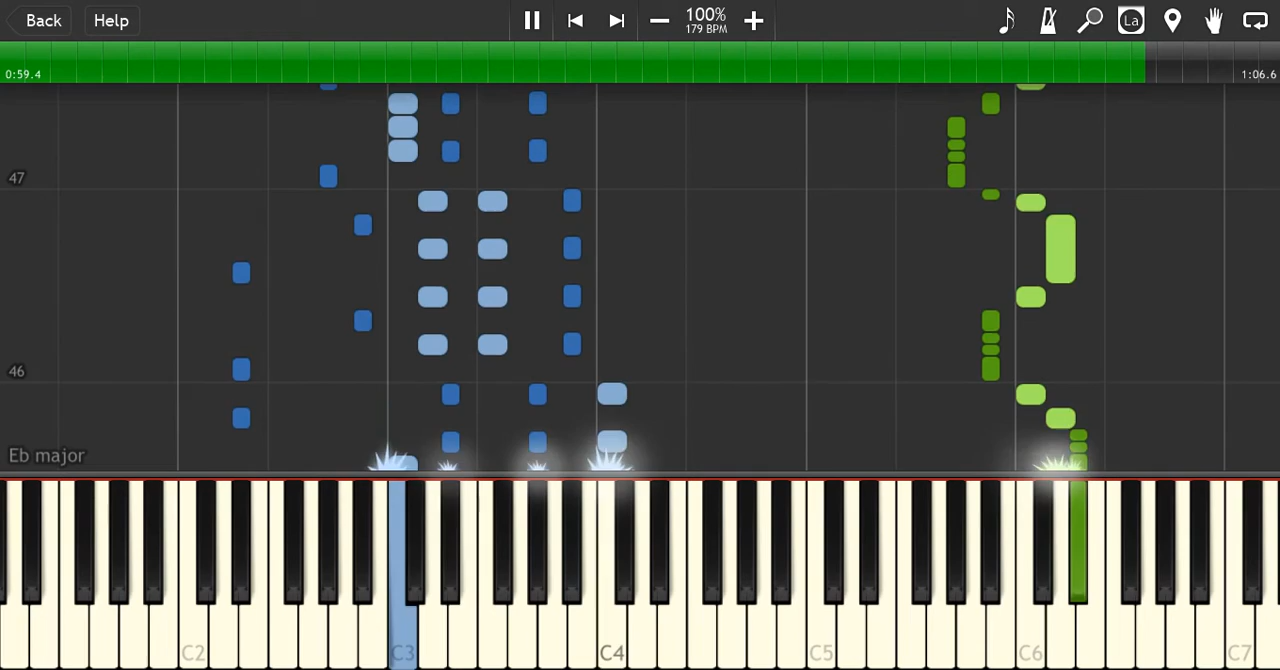 Back
Help
100%
179 BPM
La
0:59.4
1:06.6
47
46
Eb major
C2
C3
C4
C5
C6
C7